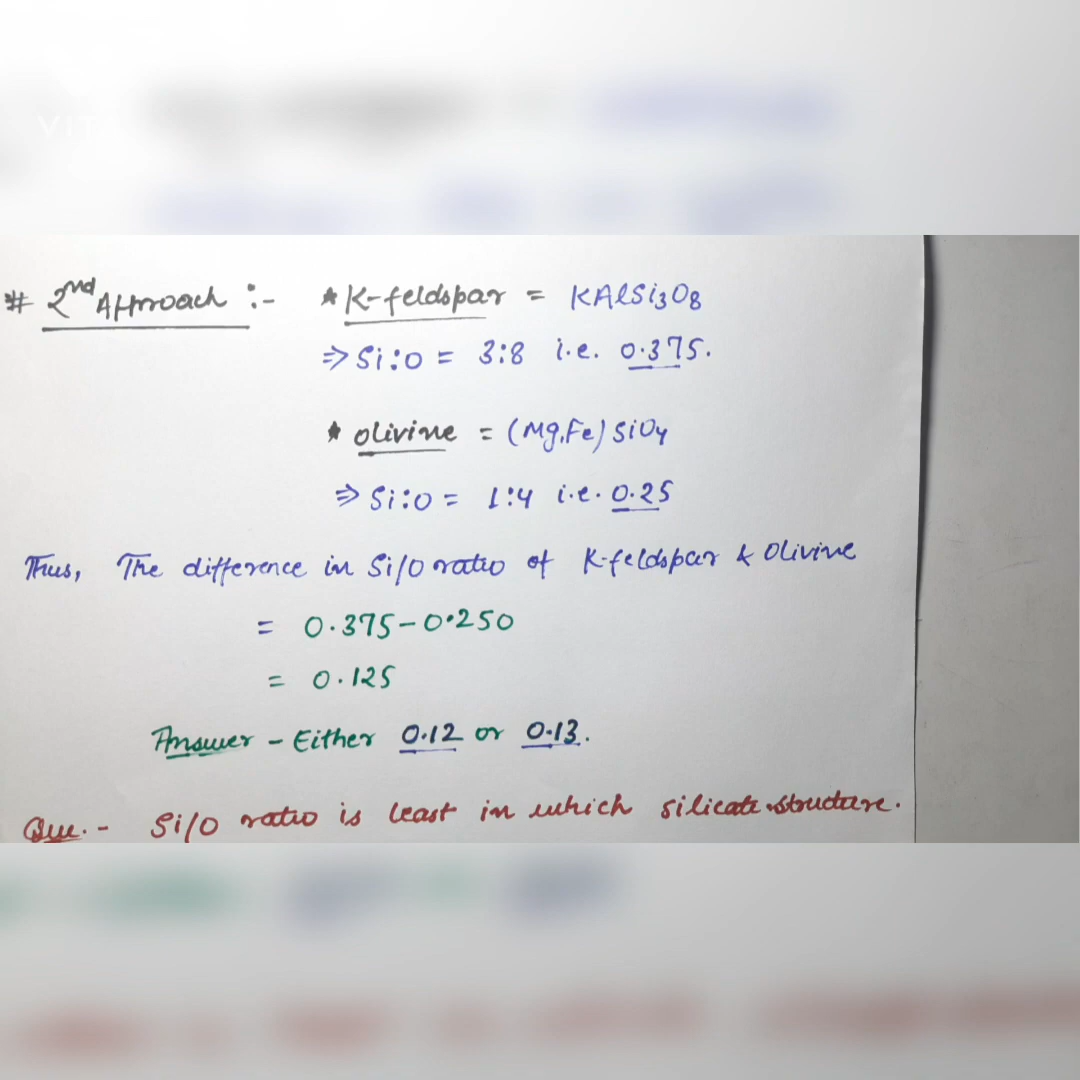 VITA
# 2nd Approach :- * K-feldspar = KAlSi3O8
⇒ Si:O = 3:8 i.e. 0.375.
* Olivine = (Mg,Fe) SiO4
⇒ Si:O = 1:4 i.e. 0.25
Thus, The difference in Si/O ratio of K-feldspar & Olivine
= 0.375-0.250
= 0.125
Answer - Either 0.12 or 0.13.
Que.- Si/O ratio is least in which silicate structure.